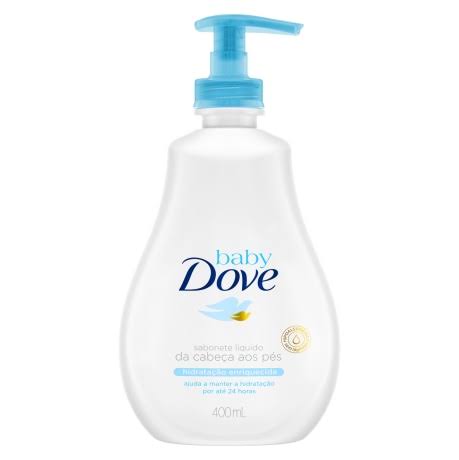 baby
Dove
sabonete líquido
da cabeça aos pés
hidratação enriquecida
ajuda a manter a hidratação
por até 24 horas
400mL